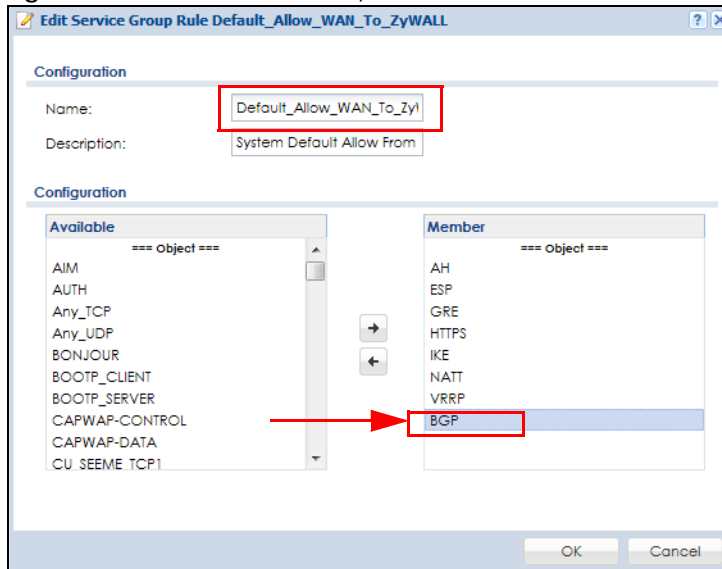 Edit Service Group Rule Default_Allow_WAN_To_ZyWALL ? X
Configuration
Name: Default_Allow_WAN_To_Zy
Description: System Default Allow From
Configuration
Available
=== Object ===
AIM
AUTH
Any_TCP
Any_UDP
BONJOUR
BOOTP_CLIENT
BOOTP_SERVER
CAPWAP-CONTROL
CAPWAP-DATA
CU_SEEME_TCP1
Member
=== Object ===
AH
ESP
GRE
HTTPS
IKE
NATT
VRRP
BGP
OK Cancel